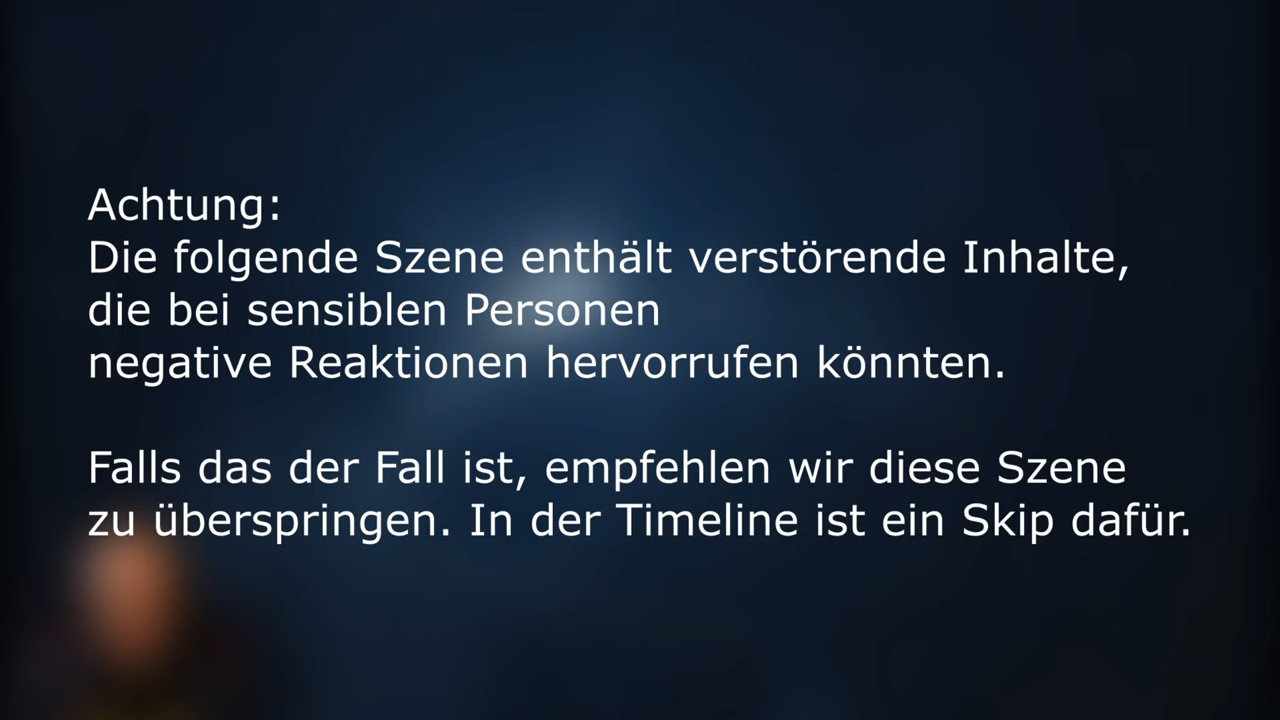 Achtung:
Die folgende Szene enthält verstörende Inhalte,
die bei sensiblen Personen
negative Reaktionen hervorrufen könnten.
Falls das der Fall ist, empfehlen wir diese Szene
zu überspringen. In der Timeline ist ein Skip dafür.